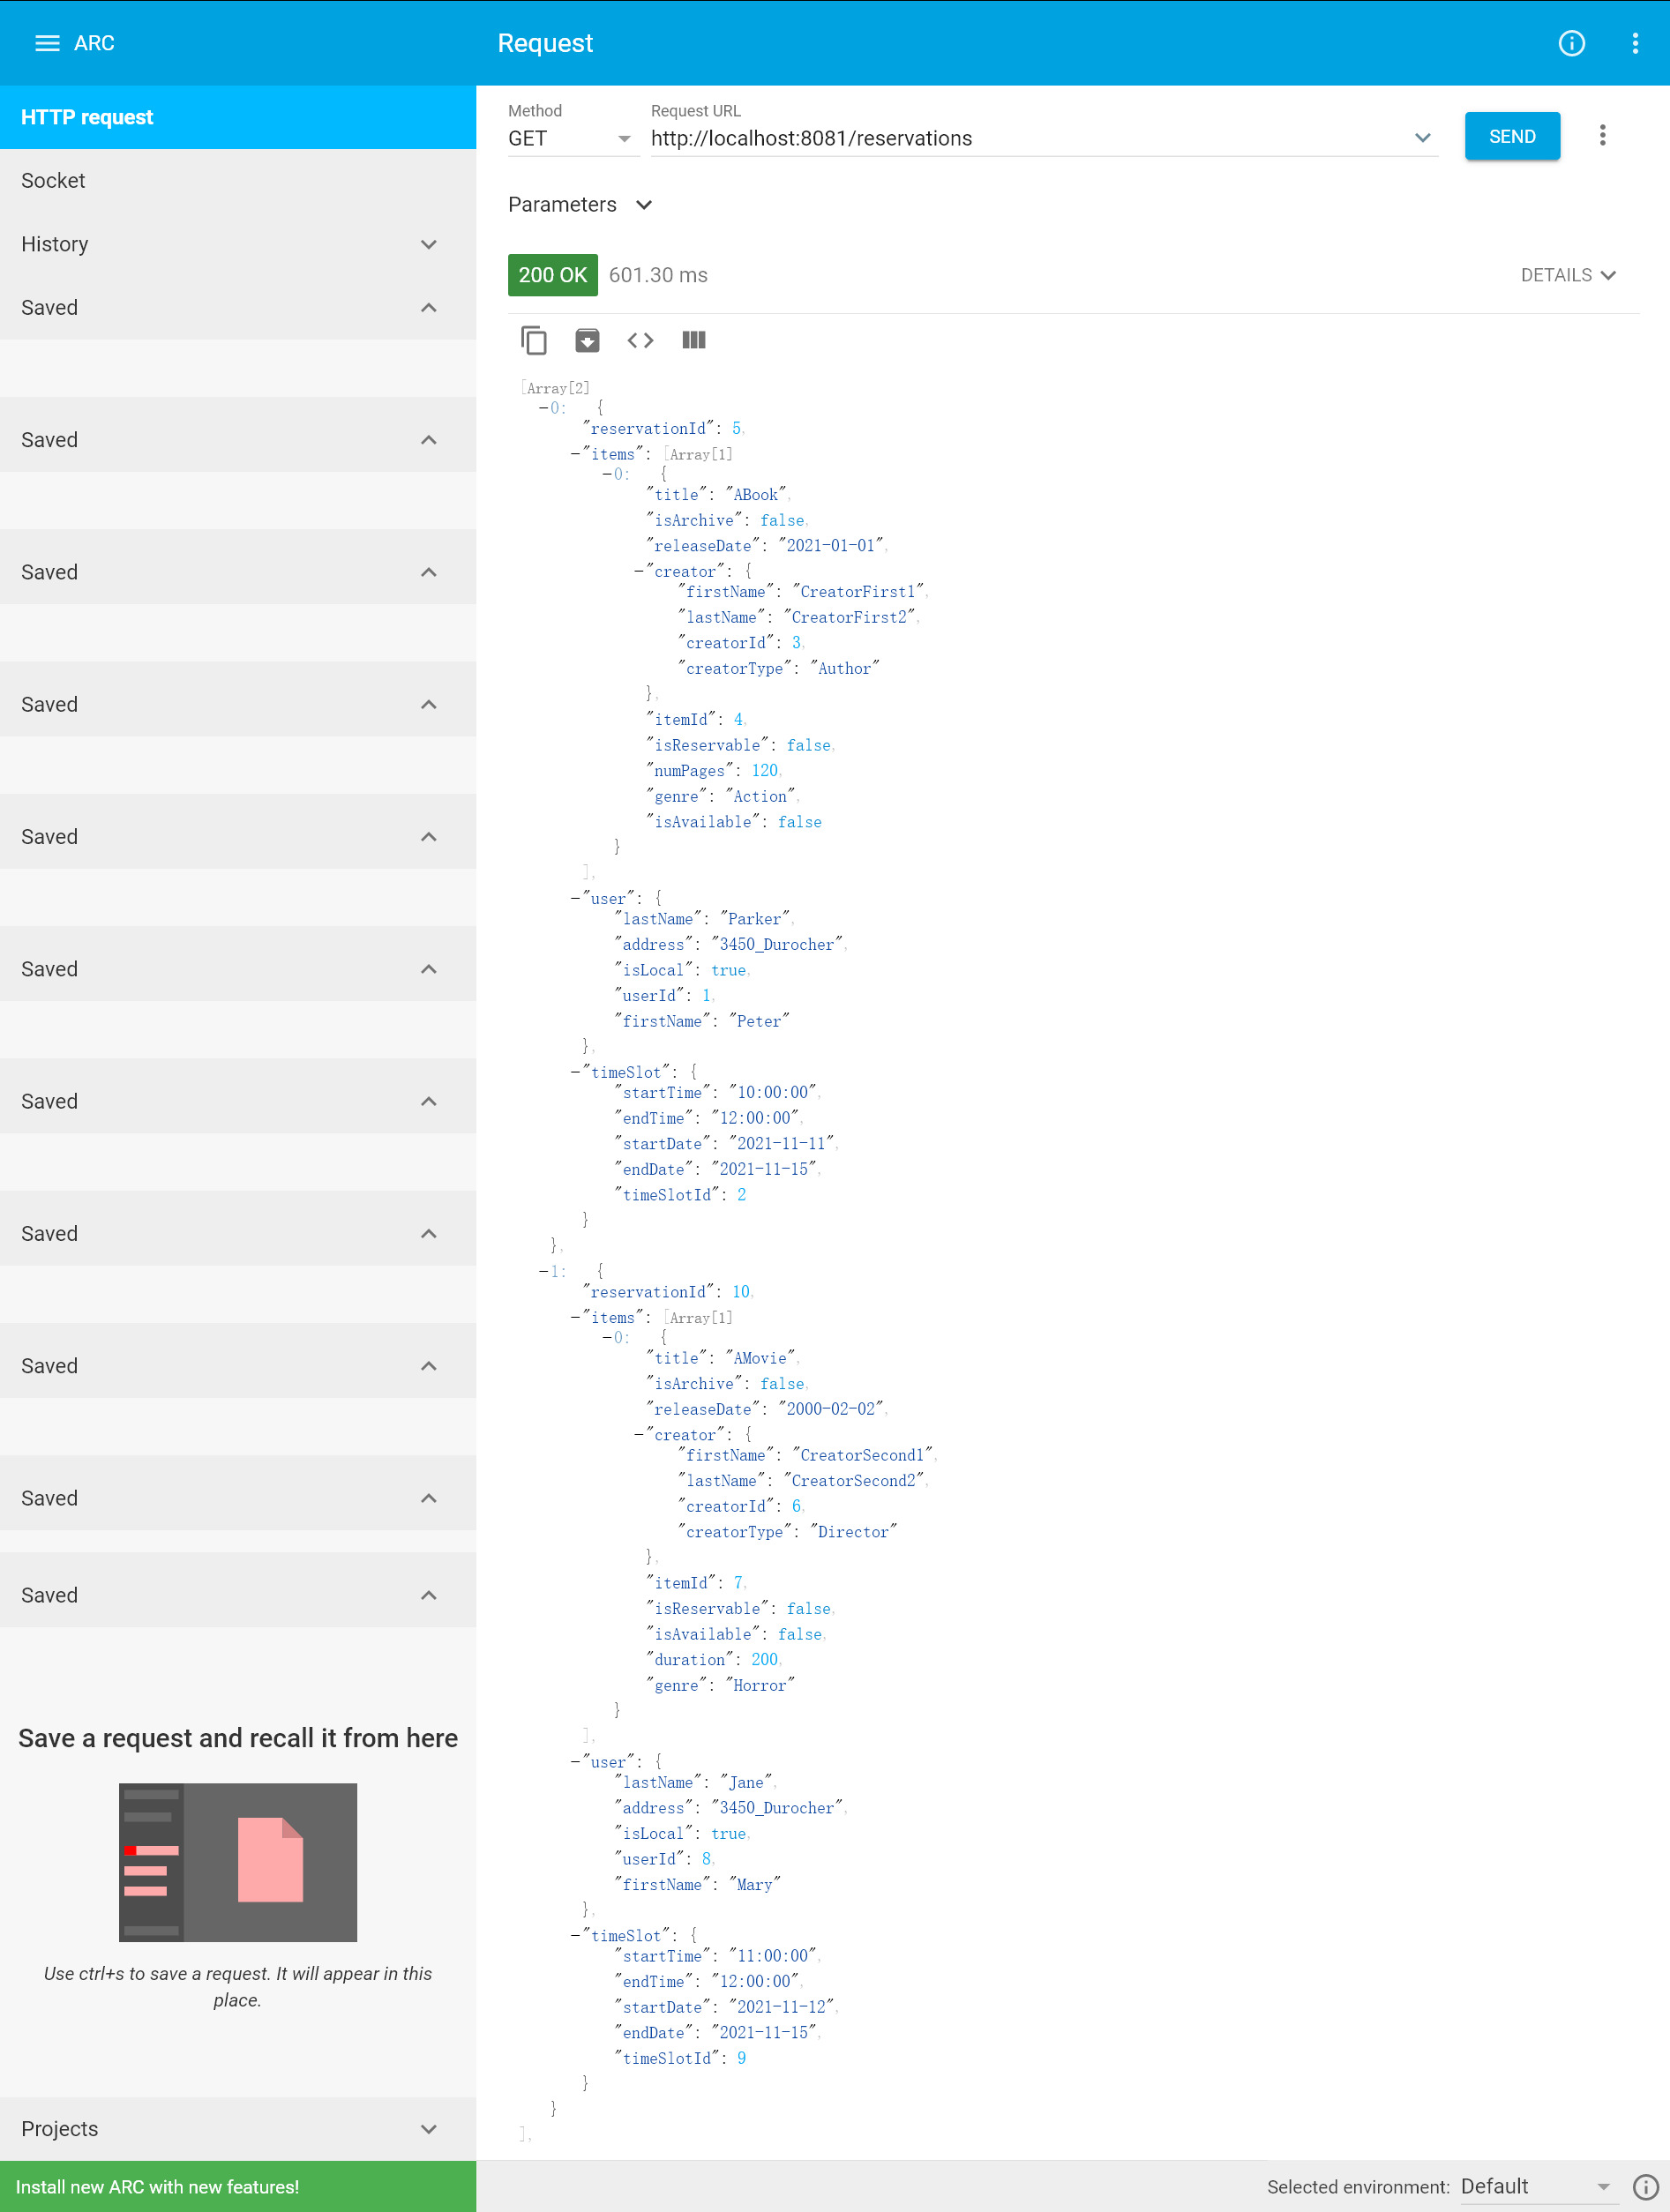 ARC
Request
HTTP request
Socket
History
Saved
Saved
Saved
Saved
Saved
Saved
Saved
Saved
Saved
Saved
Saved
Save a request and recall it from here
Use ctrl+s to save a request. It will appear in this
place.
Projects
Install new ARC with new features!
Method
GET
Request URL
http://localhost:8081/reservations
SEND
Parameters
200 OK 601.30 ms
DETAILS
[Array[2]
-0: {
"reservationId": 5,
-"items": [Array[1]
-0: {
"title": "ABook",
"isArchive": false,
"releaseDate": "2021-01-01",
-"creator": {
"firstName": "CreatorFirst1",
"lastName": "CreatorFirst2",
"creatorId": 3,
"creatorType": "Author"
},
"itemId": 4,
"isReservable": false,
"numPages": 120,
"genre": "Action",
"isAvailable": false
}
],
-"user": {
"lastName": "Parker",
"address": "3450_Durocher",
"isLocal": true,
"userId": 1,
"firstName": "Peter"
},
-"timeSlot": {
"startTime": "10:00:00",
"endTime": "12:00:00",
"startDate": "2021-11-11",
"endDate": "2021-11-15",
"timeSlotId": 2
}
},
-1: {
"reservationId": 10,
-"items": [Array[1]
-0: {
"title": "AMovie",
"isArchive": false,
"releaseDate": "2000-02-02",
-"creator": {
"firstName": "CreatorSecond1",
"lastName": "CreatorSecond2",
"creatorId": 6,
"creatorType": "Director"
},
"itemId": 7,
"isReservable": false,
"isAvailable": false,
"duration": 200,
"genre": "Horror"
}
],
-"user": {
"lastName": "Jane",
"address": "3450_Durocher",
"isLocal": true,
"userId": 8,
"firstName": "Mary"
},
-"timeSlot": {
"startTime": "11:00:00",
"endTime": "12:00:00",
"startDate": "2021-11-12",
"endDate": "2021-11-15",
"timeSlotId": 9
}
}
],
Selected environment: Default